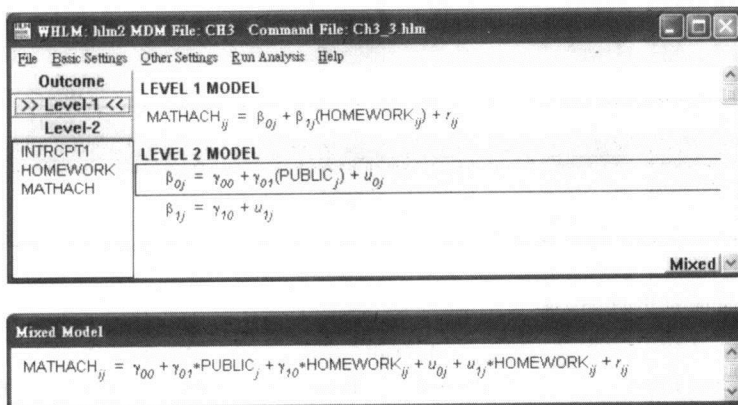 WHLM: hlm2 MDM File: CH3 Command File: Ch3_3.hlm
File Basic Settings Other Settings Run Analysis Help
Outcome
>> Level-1 <<
Level-2
INTRCPT1
HOMEWORK
MATHACH
LEVEL 1 MODEL
MATHACH_ij = β_0j + β_1j(HOMEWORK_ij) + r_ij
LEVEL 2 MODEL
β_0j = γ_00 + γ_01(PUBLIC_j) + u_0j
β_1j = γ_10 + u_1j
Mixed
Mixed Model
MATHACH_ij = γ_00 + γ_01*PUBLIC_j + γ_10*HOMEWORK_ij + u_0j + u_1j*HOMEWORK_ij + r_ij